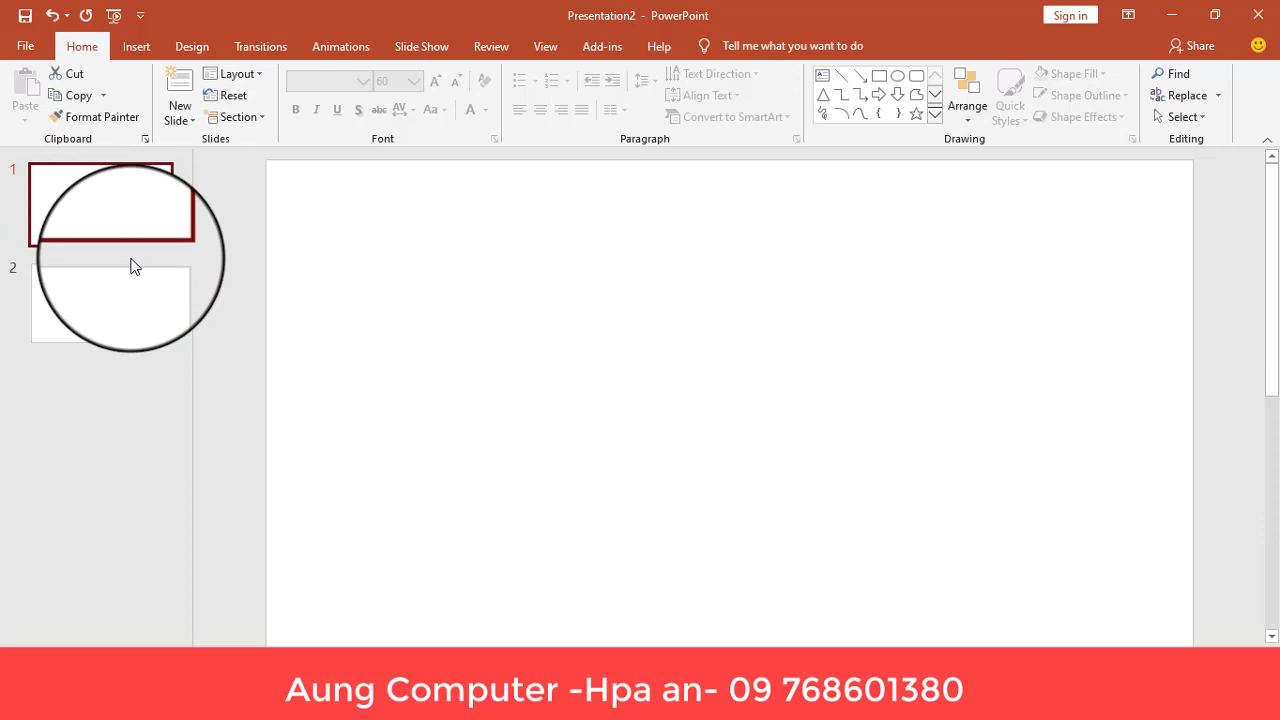 Presentation2 - PowerPoint
Sign in
File
Home
Insert
Design
Transitions
Animations
Slide Show
Review
View
Add-ins
Help
Tell me what you want to do
Share
Paste
Cut
Copy
Format Painter
Clipboard
New
Slide
Layout
Reset
Section
Slides
60
B I U S abc AV Aa A
Font
Text Direction
Align Text
Convert to SmartArt
Paragraph
Arrange
Quick
Styles
Shape Fill
Shape Outline
Shape Effects
Drawing
Find
Replace
Select
Editing
1
2
Aung Computer -Hpa an- 09 768601380